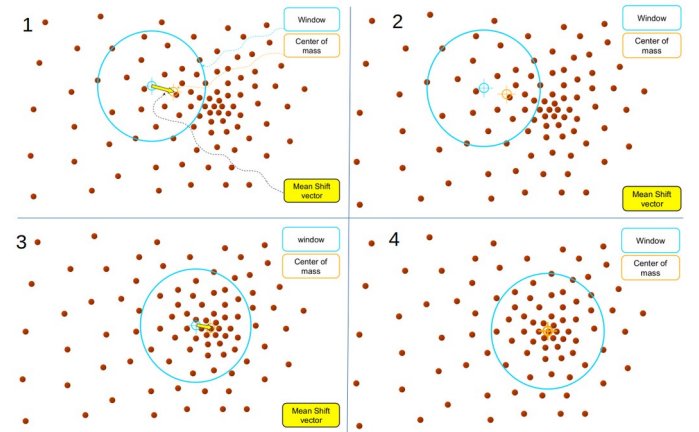 1
Window
Center of
mass
Mean Shift
vector
2
Window
Center of
mass
Mean Shift
vector
3
window
Center of
mass
Mean Shift
vector
4
Window
Center of
mass